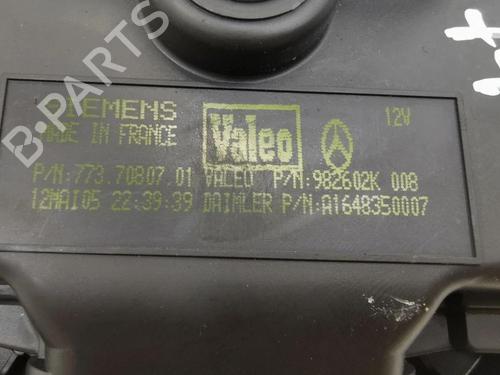 B-PARTS
SIEMENS
MADE IN FRANCE
Valeo
12V
P/N:773.70807.01 VALEO P/N:982602K 008
12MAI05 22:39:39 DAIMLER P/N:A1648350007